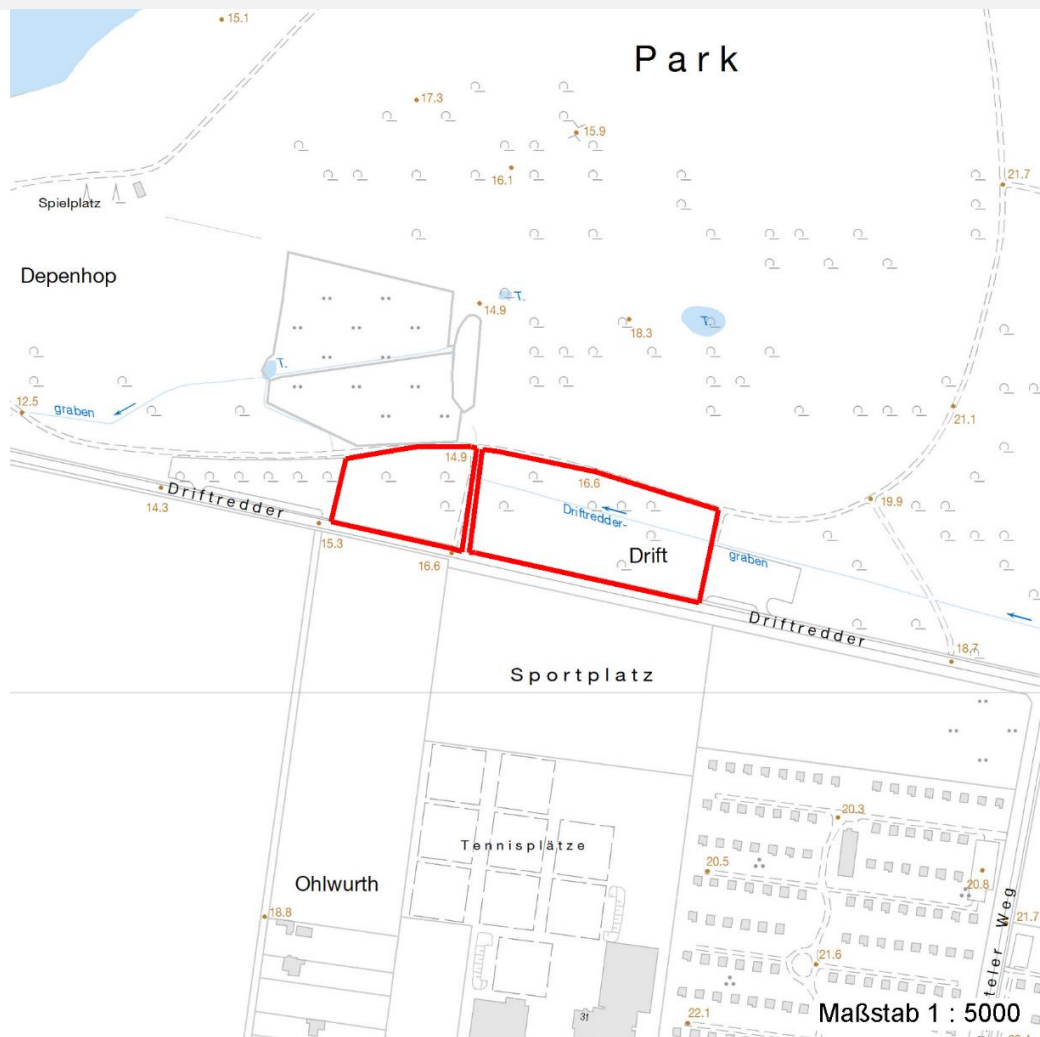 15.1
Park
17.3
15.9
16.1
21.7
Spielplatz
Depenhop
T.
14.9
18.3
T.
T.
12.5
graben
21.1
14.9
16.6
19.9
14.3
Driftredder
15.3
Driftredder-
16.6
Drift
graben
Driftredder
18.7
Sportplatz
20.3
Tennisplätze
20.5
Ohlwurth
20.8
18.8
teler Weg
21.7
21.6
Maßstab 1 : 5000
31
22.1